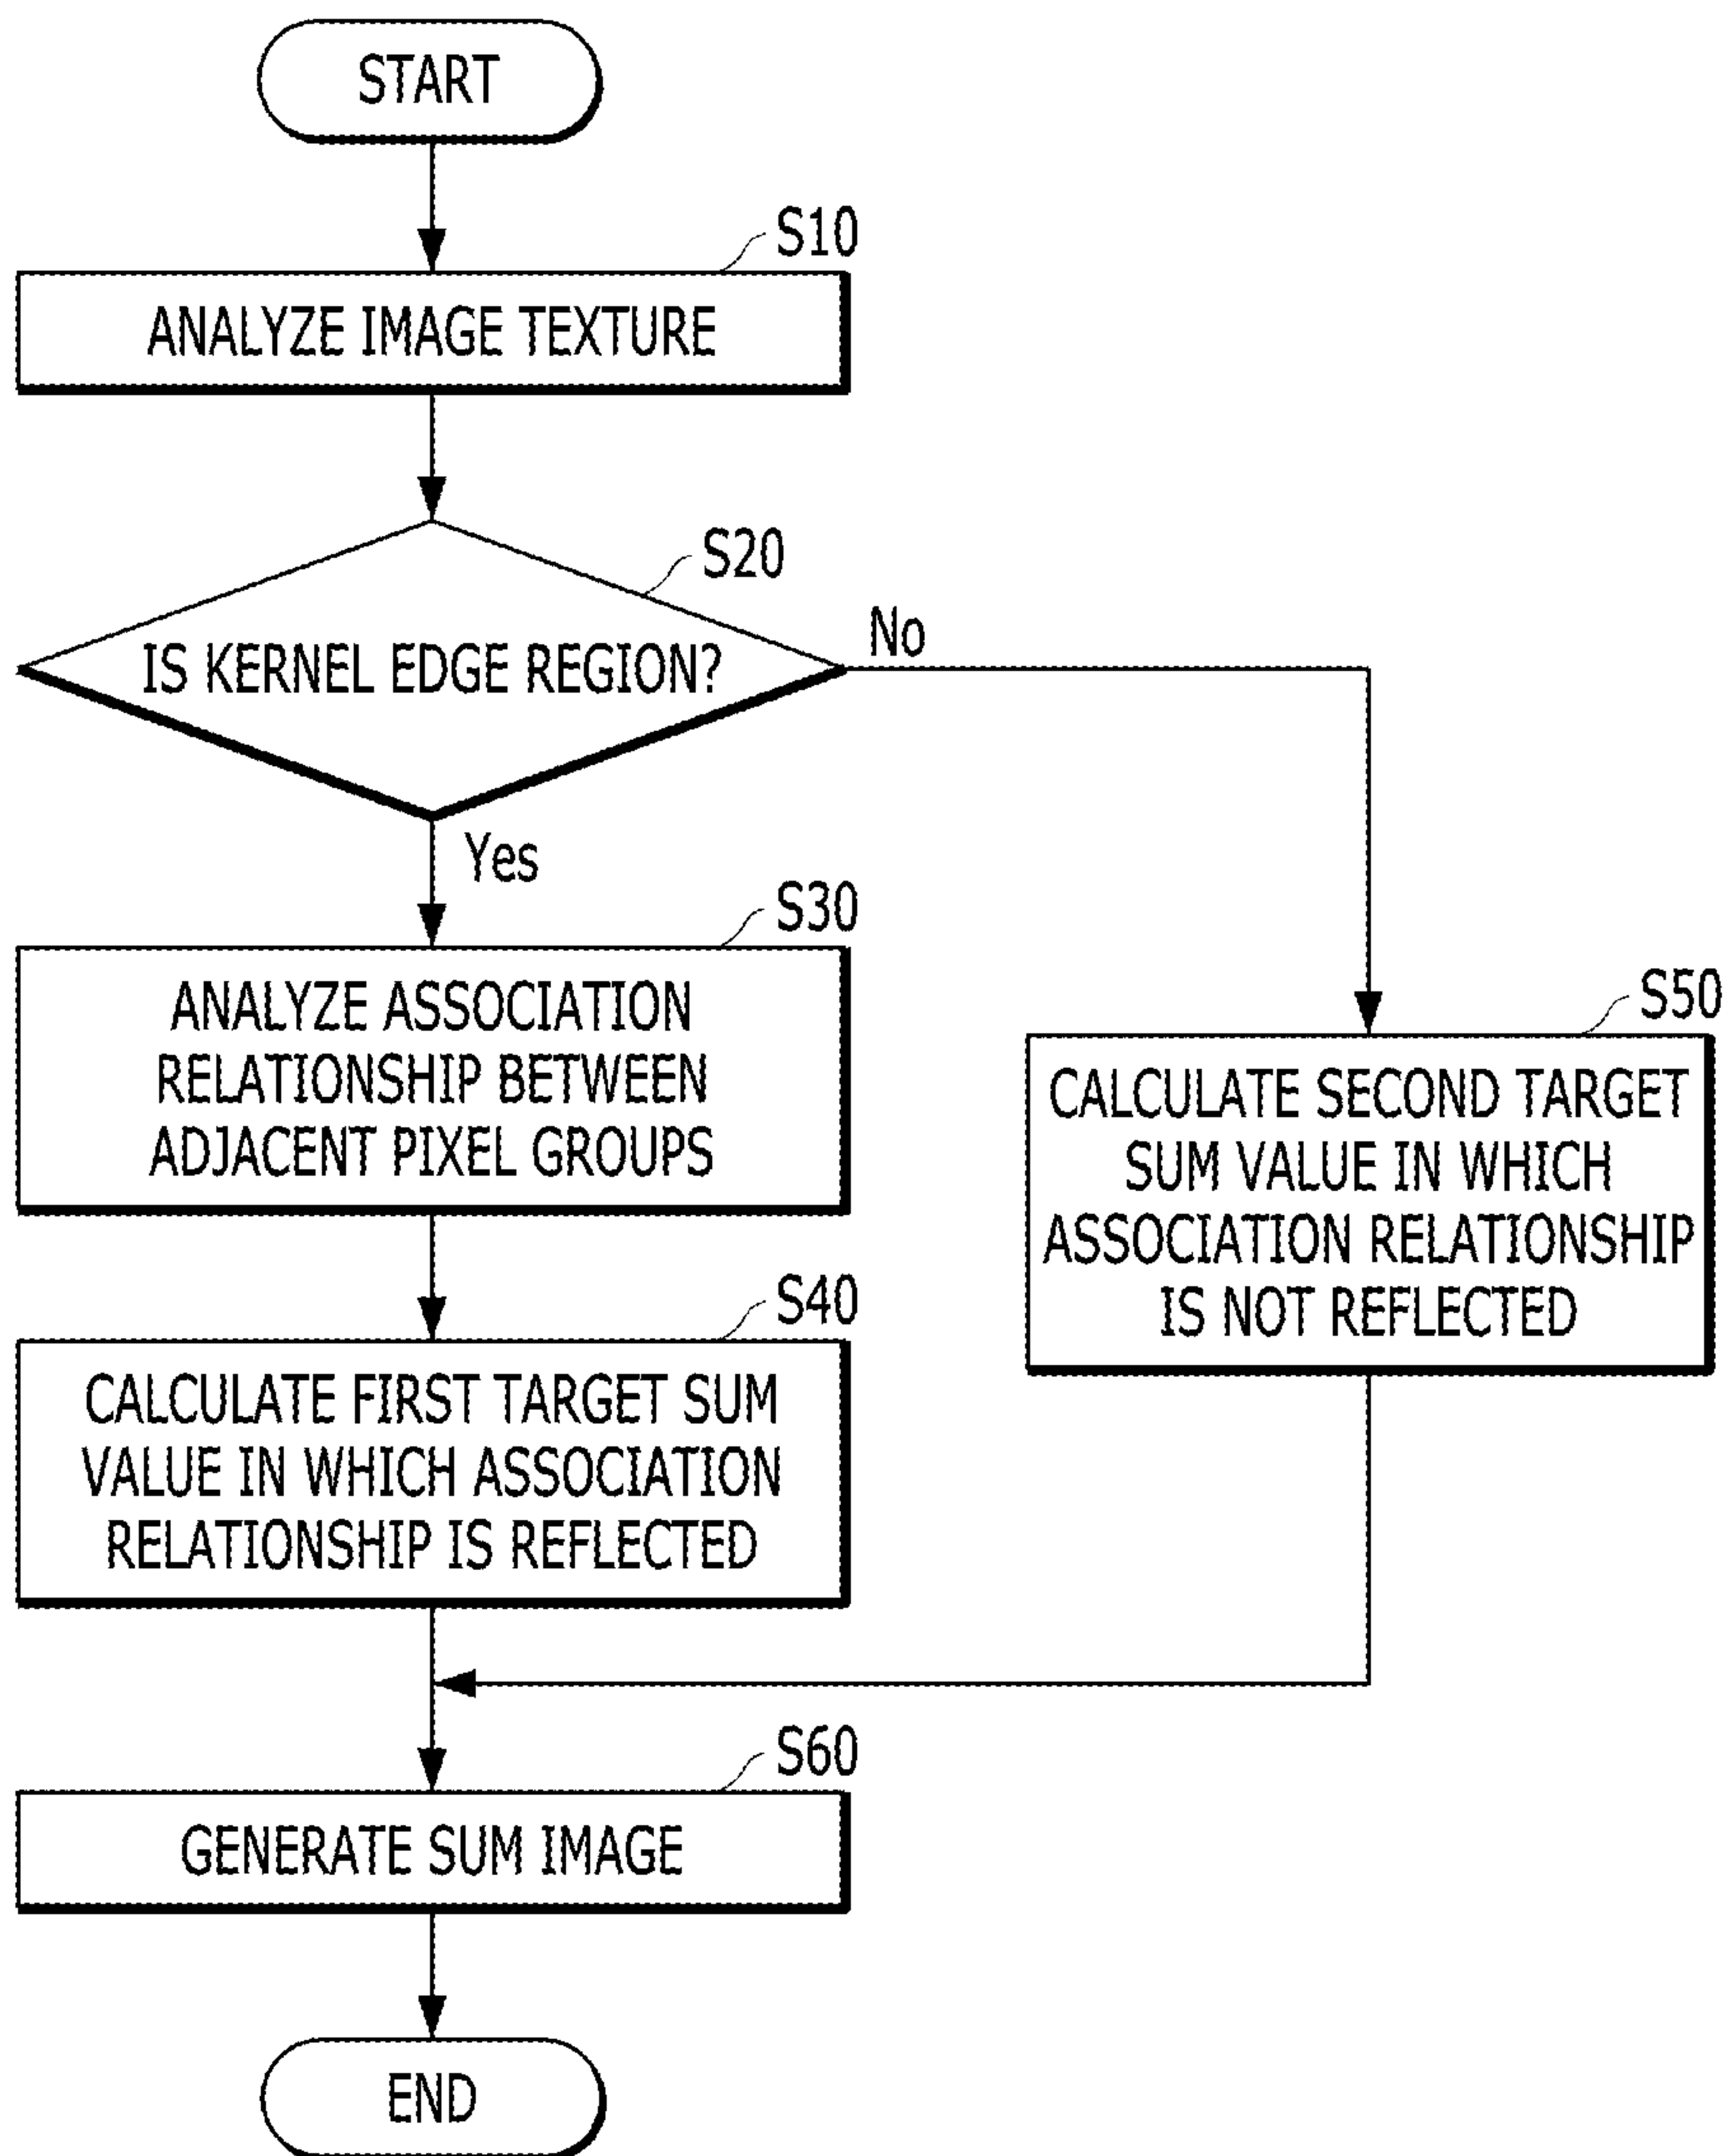 START
S10
ANALYZE IMAGE TEXTURE
S20
IS KERNEL EDGE REGION?
No
Yes
S30
ANALYZE ASSOCIATION
RELATIONSHIP BETWEEN
ADJACENT PIXEL GROUPS
S50
CALCULATE SECOND TARGET
SUM VALUE IN WHICH
ASSOCIATION RELATIONSHIP
IS NOT REFLECTED
S40
CALCULATE FIRST TARGET SUM
VALUE IN WHICH ASSOCIATION
RELATIONSHIP IS REFLECTED
S60
GENERATE SUM IMAGE
END